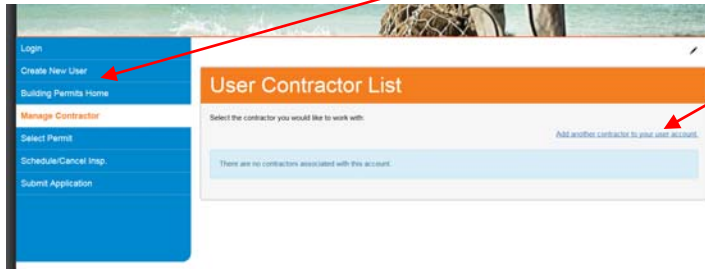 Login
Create New User
Building Permits Home
Manage Contractor
Select Permit
Schedule/Cancel Insp.
Submit Application
User Contractor List
Select the contractor you would like to work with:
Add another contractor to your user account.
There are no contractors associated with this account.